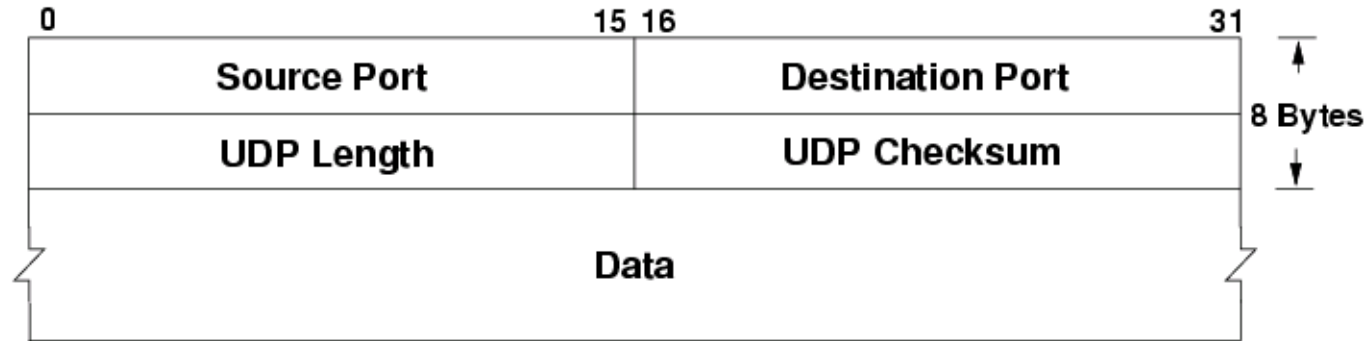 0 15 16 31
Source Port Destination Port
8 Bytes
UDP Length UDP Checksum
Data